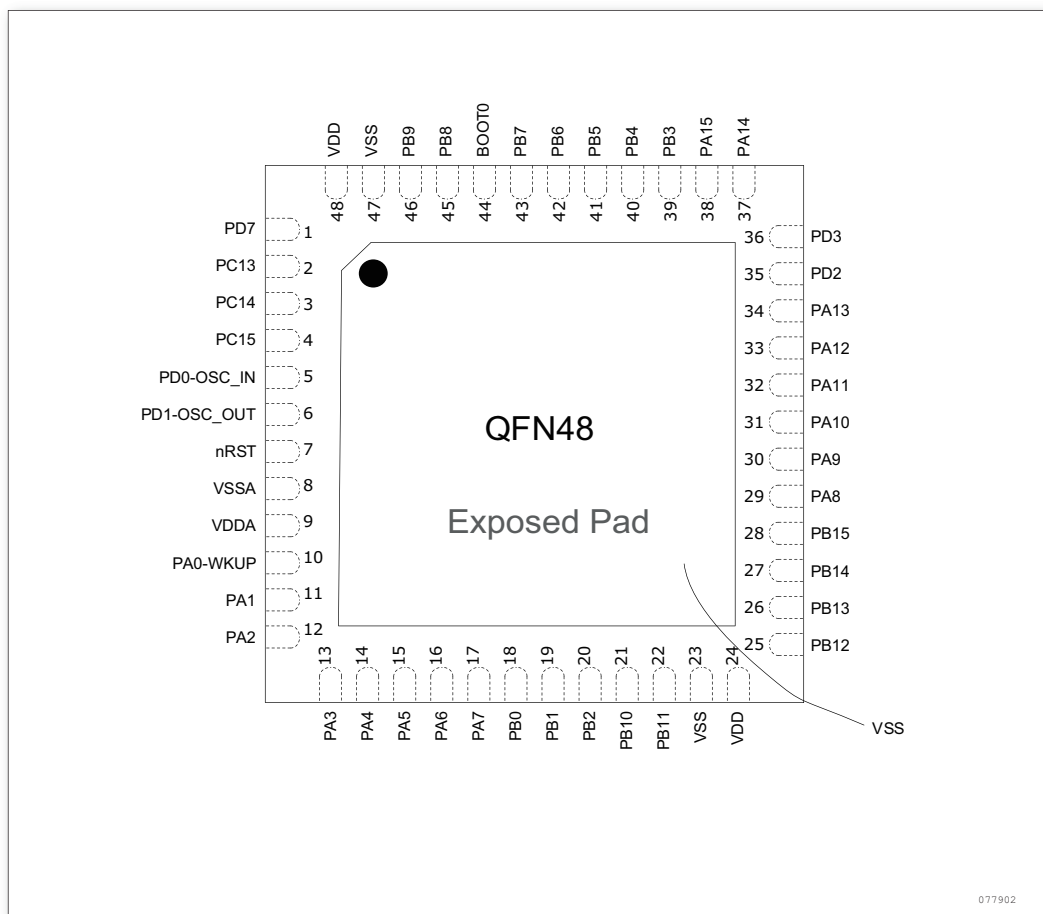 VDD
VSS
PB9
PB8
BOOT0
PB7
PB6
PB5
PB4
PB3
PA15
PA14
48
47
46
45
44
43
42
41
40
39
38
37
PD7 1
PC13 2
PC14 3
PC15 4
PD0-OSC_IN 5
PD1-OSC_OUT 6
nRST 7
VSSA 8
VDDA 9
PA0-WKUP 10
PA1 11
PA2 12
36 PD3
35 PD2
34 PA13
33 PA12
32 PA11
31 PA10
30 PA9
29 PA8
28 PB15
27 PB14
26 PB13
25 PB12
QFN48
Exposed Pad
13
14
15
16
17
18
19
20
21
22
23
24
PA3
PA4
PA5
PA6
PA7
PB0
PB1
PB2
PB10
PB11
VSS
VDD
VSS
077902